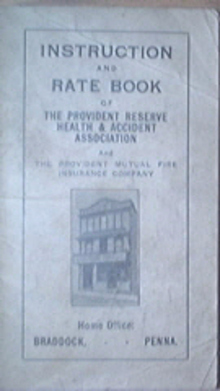 INSTRUCTION
AND
RATE BOOK
OF
THE PROVIDENT RESERVE
HEALTH & ACCIDENT
ASSOCIATION
And
THE PROVIDENT MUTUAL FIRE
INSURANCE COMPANY
Home Office:
BRADDOCK, - - PENNA.